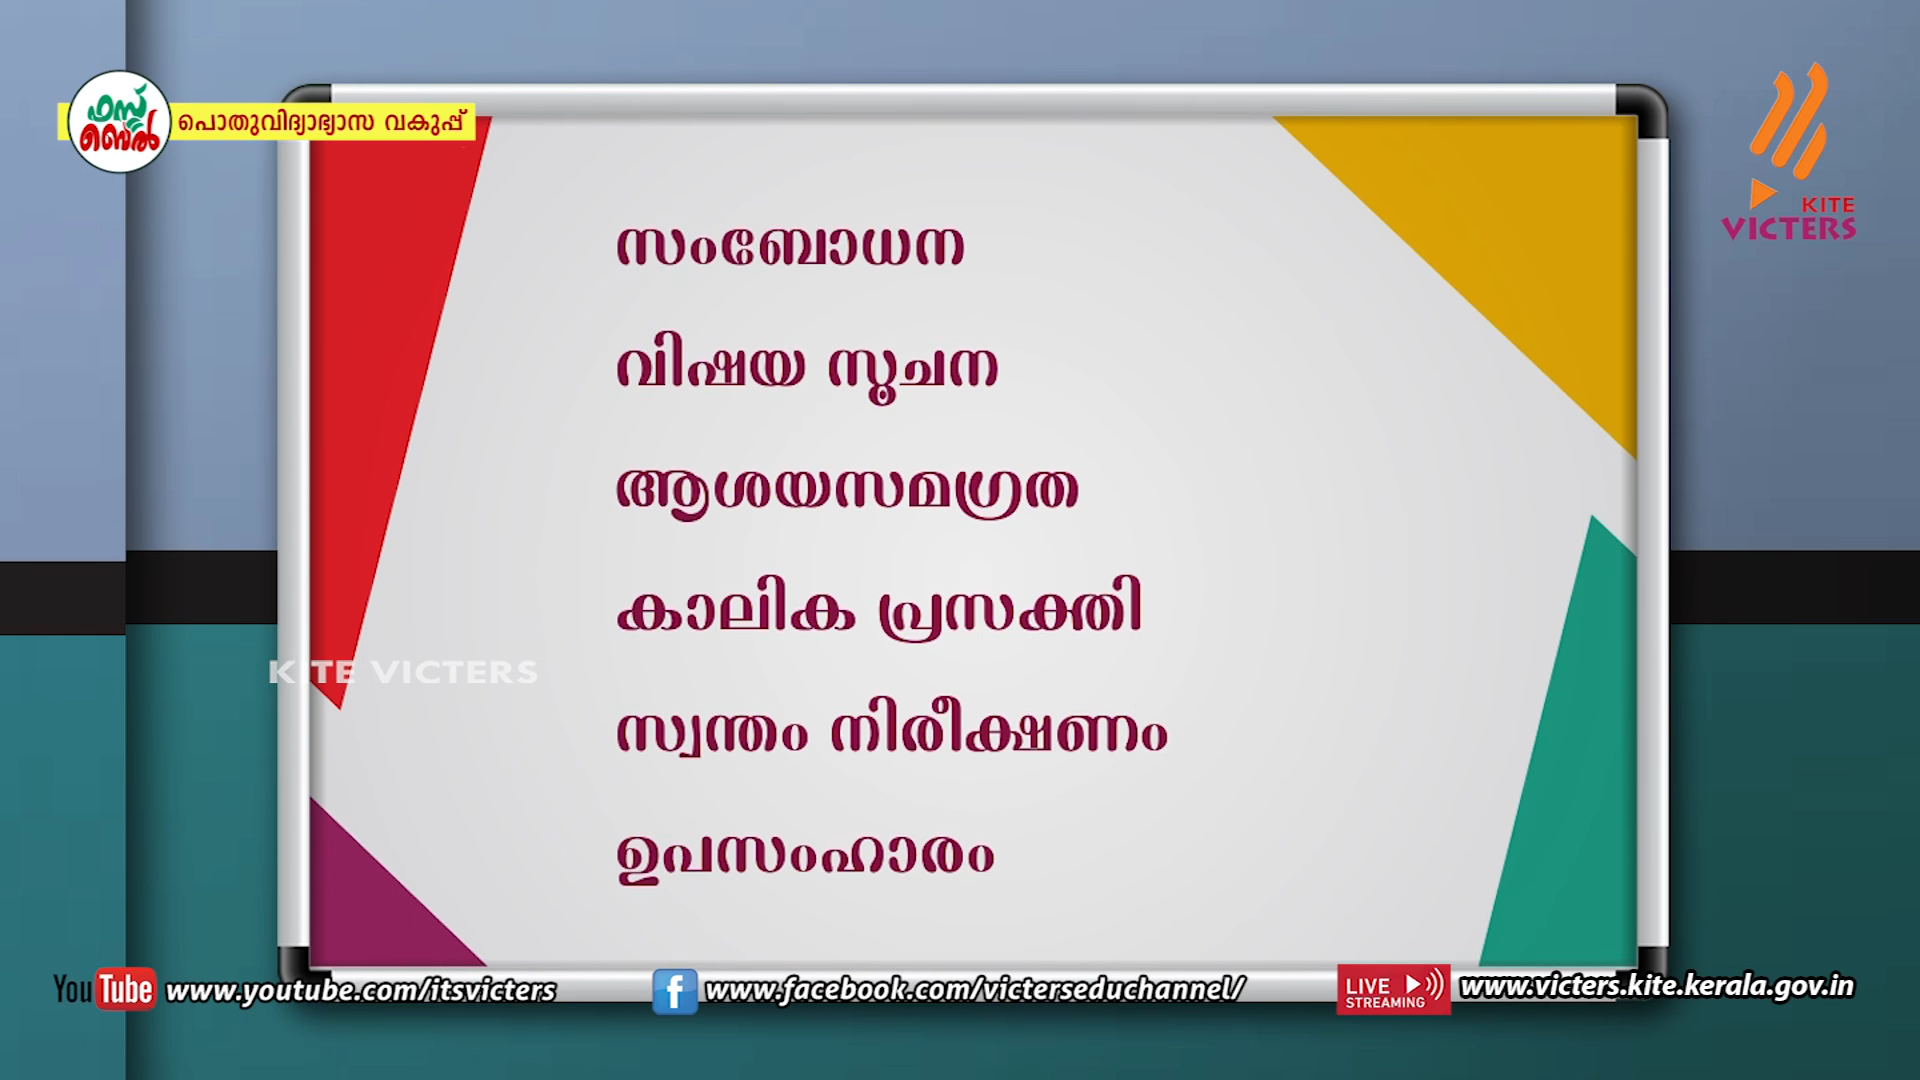 ഫസ്റ്റ്
ബെൽ
പൊതുവിദ്യാഭ്യാസ വകുപ്പ്
KITE
VICTERS
സംബോധന
വിഷയ സൂചന
ആശയസമഗ്രത
കാലിക പ്രസക്തി
KITE VICTERS
സ്വന്തം നിരീക്ഷണം
ഉപസംഹാരം
YouTube www.youtube.com/itsvicters
f www.facebook.com/victerseduchannel/
LIVE
STREAMING
www.victers.kite.kerala.gov.in